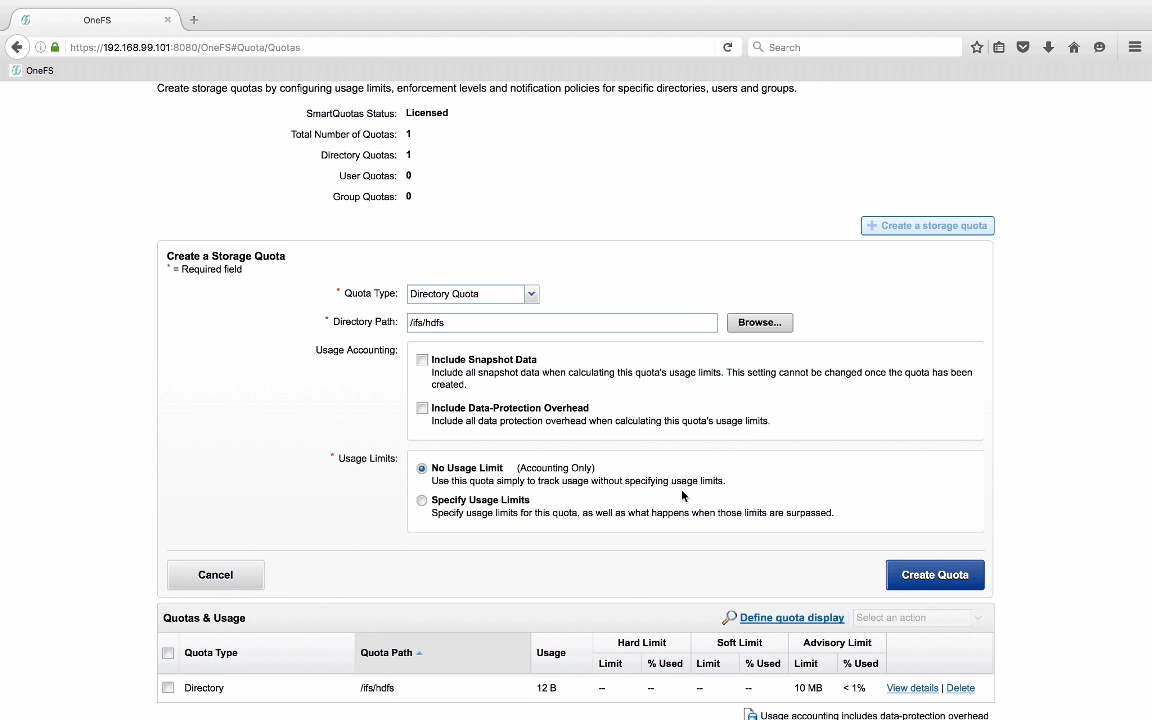 OneFS
https://192.168.99.101:8080/OneFS#Quota/Quotas
Search
OneFS
Create storage quotas by configuring usage limits, enforcement levels and notification policies for specific directories, users and groups.
SmartQuotas Status: Licensed
Total Number of Quotas: 1
Directory Quotas: 1
User Quotas: 0
Group Quotas: 0
+ Create a storage quota
Create a Storage Quota
* = Required field
* Quota Type: Directory Quota
* Directory Path: /ifs/hdfs Browse...
Usage Accounting:
Include Snapshot Data
Include all snapshot data when calculating this quota's usage limits. This setting cannot be changed once the quota has been
created.
Include Data-Protection Overhead
Include all data protection overhead when calculating this quota's usage limits.
* Usage Limits:
No Usage Limit (Accounting Only)
Use this quota simply to track usage without specifying usage limits.
Specify Usage Limits
Specify usage limits for this quota, as well as what happens when those limits are surpassed.
Cancel Create Quota
Quotas & Usage Define quota display Select an action
Quota Type Quota Path Usage Hard Limit Soft Limit Advisory Limit
Limit % Used Limit % Used Limit % Used
Directory /ifs/hdfs 12 B -- -- -- -- 10 MB < 1% View details | Delete
Usage accounting includes data-protection overhead